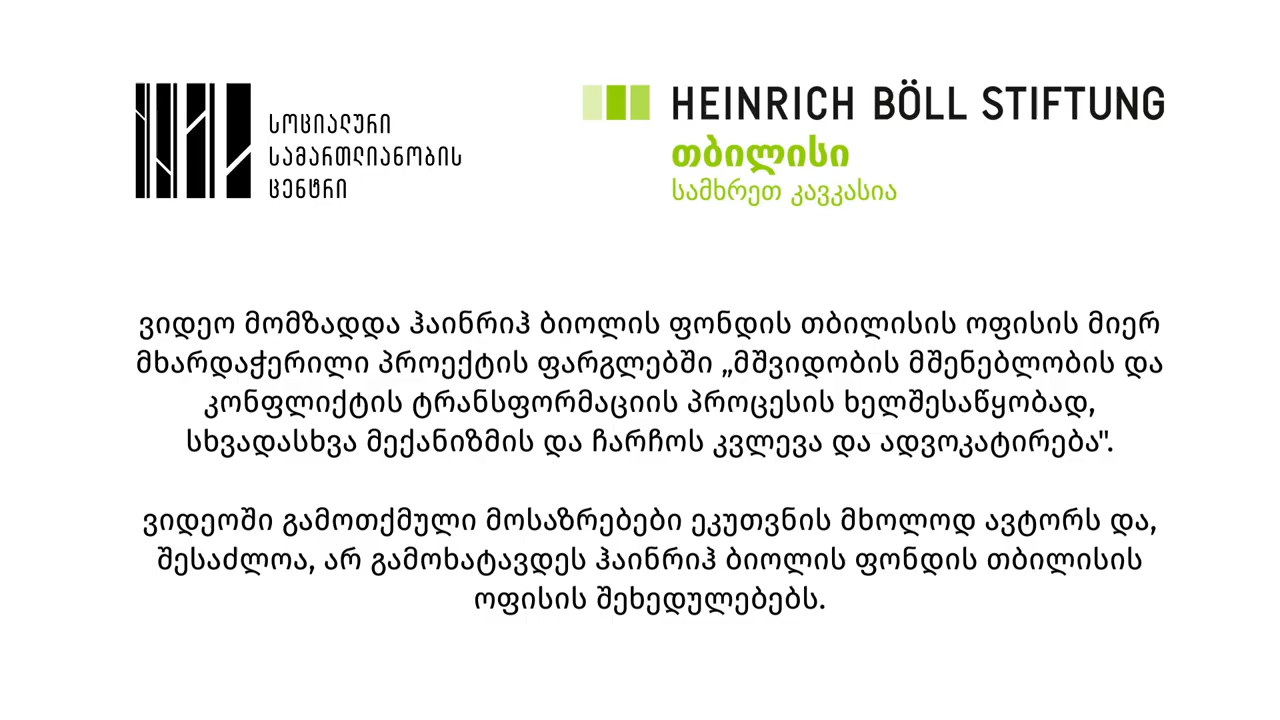 სოციალური
სამართლიანობის
ცენტრი
HEINRICH BÖLL STIFTUNG
თბილისი
სამხრეთ კავკასია
ვიდეო მომზადდა ჰაინრიჰ ბიოლის ფონდის თბილისის ოფისის მიერ
მხარდაჭერილი პროექტის ფარგლებში „მშვიდობის მშენებლობის და
კონფლიქტის ტრანსფორმაციის პროცესის ხელშესაწყობად,
სხვადასხვა მექანიზმის და ჩარჩოს კვლევა და ადვოკატირება".
ვიდეოში გამოთქმული მოსაზრებები ეკუთვნის მხოლოდ ავტორს და,
შესაძლოა, არ გამოხატავდეს ჰაინრიჰ ბიოლის ფონდის თბილისის
ოფისის შეხედულებებს.